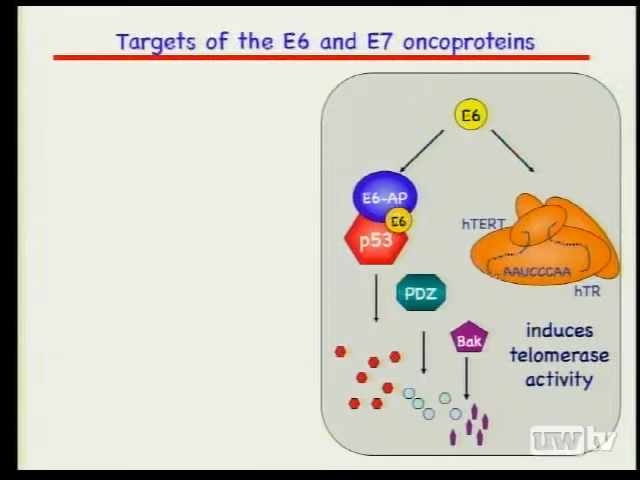 Targets of the E6 and E7 oncoproteins
E6
E6-AP
E6
p53
hTERT
AAUCCCAA
hTR
PDZ
Bak
induces
telomerase
activity
uwtv